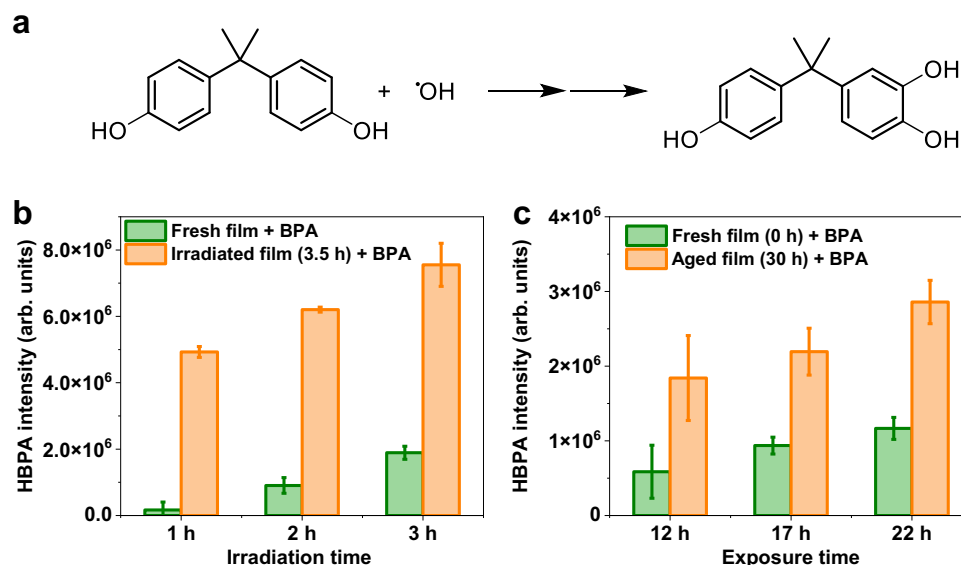 a
HO
OH
+ ˙OH
HO
OH
OH
b
Fresh film + BPA
Irradiated film (3.5 h) + BPA
HBPA intensity (arb. units)
8.0×10⁶
6.0×10⁶
4.0×10⁶
2.0×10⁶
0.0
1 h 2 h 3 h
Irradiation time
c
Fresh film (0 h) + BPA
Aged film (30 h) + BPA
HBPA intensity (arb. units)
4×10⁶
3×10⁶
2×10⁶
1×10⁶
0
12 h 17 h 22 h
Exposure time